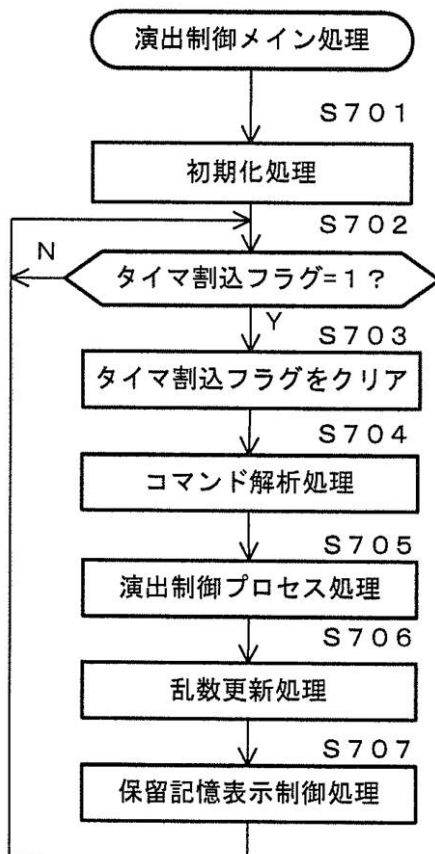 演出制御メイン処理
S701
初期化処理
S702
N
タイマ割込フラグ=1?
Y
S703
タイマ割込フラグをクリア
S704
コマンド解析処理
S705
演出制御プロセス処理
S706
乱数更新処理
S707
保留記憶表示制御処理